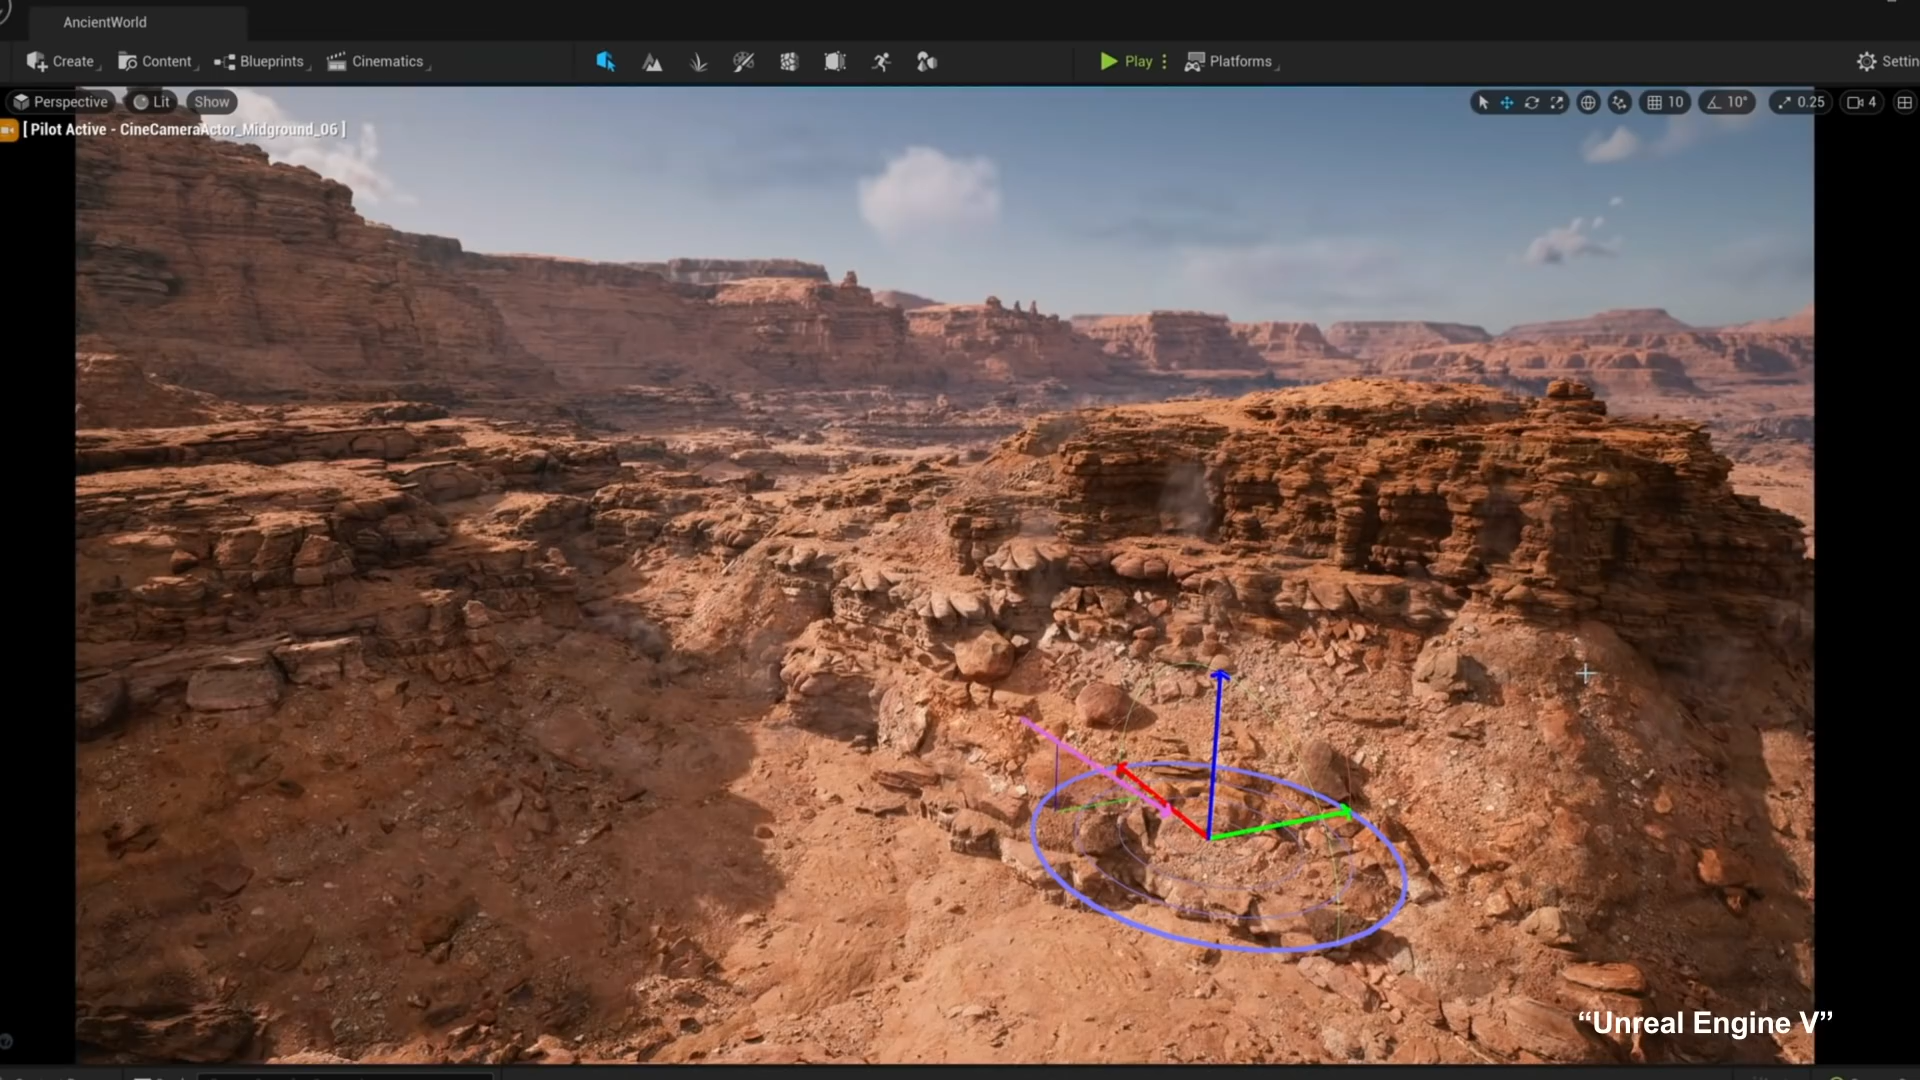 AncientWorld
Create Content Blueprints Cinematics Play Platforms
Perspective Lit Show 10 10° 0.25 4
[ Pilot Active - CineCameraActor_Midground_06 ]
“Unreal Engine V”